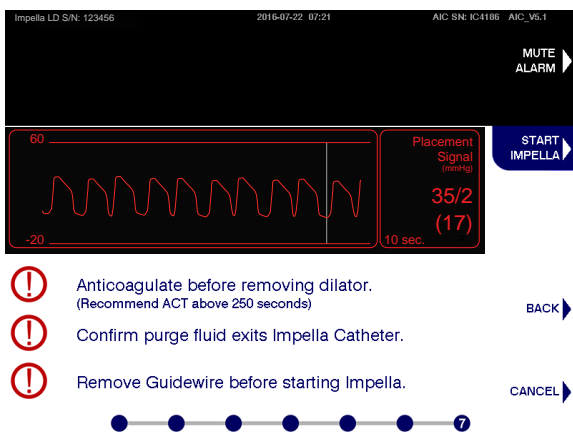 Impella LD S/N: 123456 2016-07-22 07:21 AIC SN: IC4186 AIC_V5.1
MUTE
ALARM
60
Placement
Signal
(mmHg)
START
IMPELLA
35/2
(17)
-20
10 sec.
Anticoagulate before removing dilator.
(Recommend ACT above 250 seconds)
BACK
Confirm purge fluid exits Impella Catheter.
Remove Guidewire before starting Impella.
CANCEL
7